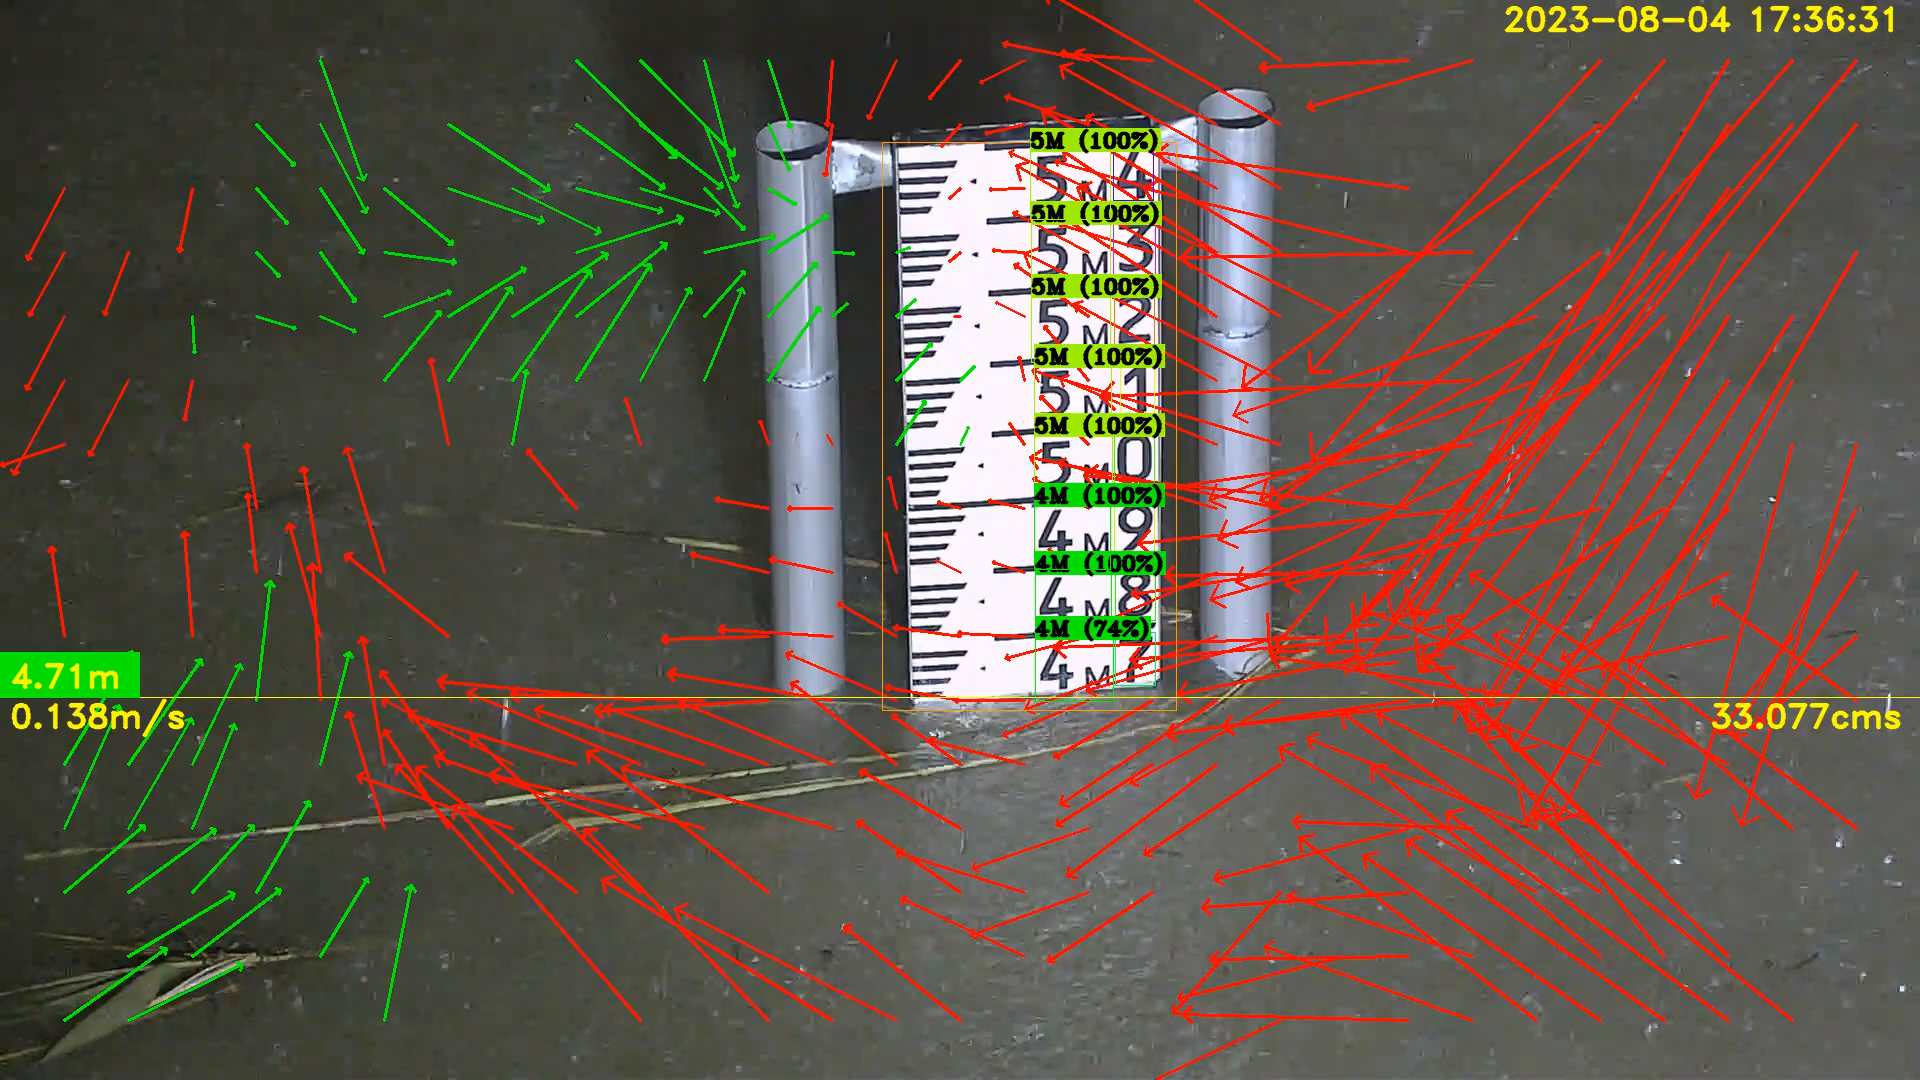 2023-08-04 17:36:31
5M (100%)
5M4
5M (100%)
5M3
5M (100%)
5M2
5M (100%)
5M1
5M (100%)
5M0
4M (100%)
4M9
4M (100%)
4M8
4M (74%)
4M7
4.71m
0.138m/s
33.077cms